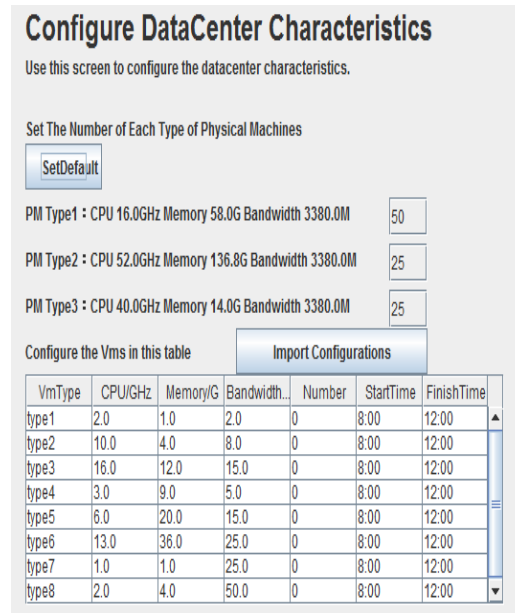 Configure DataCenter Characteristics
Use this screen to configure the datacenter characteristics.
Set The Number of Each Type of Physical Machines
SetDefault
PM Type1：CPU 16.0GHz Memory 58.0G Bandwidth 3380.0M 50
PM Type2：CPU 52.0GHz Memory 136.8G Bandwidth 3380.0M 25
PM Type3：CPU 40.0GHz Memory 14.0G Bandwidth 3380.0M 25
Configure the Vms in this table Import Configurations
VmType CPU/GHz Memory/G Bandwidth... Number StartTime FinishTime
type1 2.0 1.0 2.0 0 8:00 12:00
type2 10.0 4.0 8.0 0 8:00 12:00
type3 16.0 12.0 15.0 0 8:00 12:00
type4 3.0 9.0 5.0 0 8:00 12:00
type5 6.0 20.0 15.0 0 8:00 12:00
type6 13.0 36.0 25.0 0 8:00 12:00
type7 1.0 1.0 25.0 0 8:00 12:00
type8 2.0 4.0 50.0 0 8:00 12:00